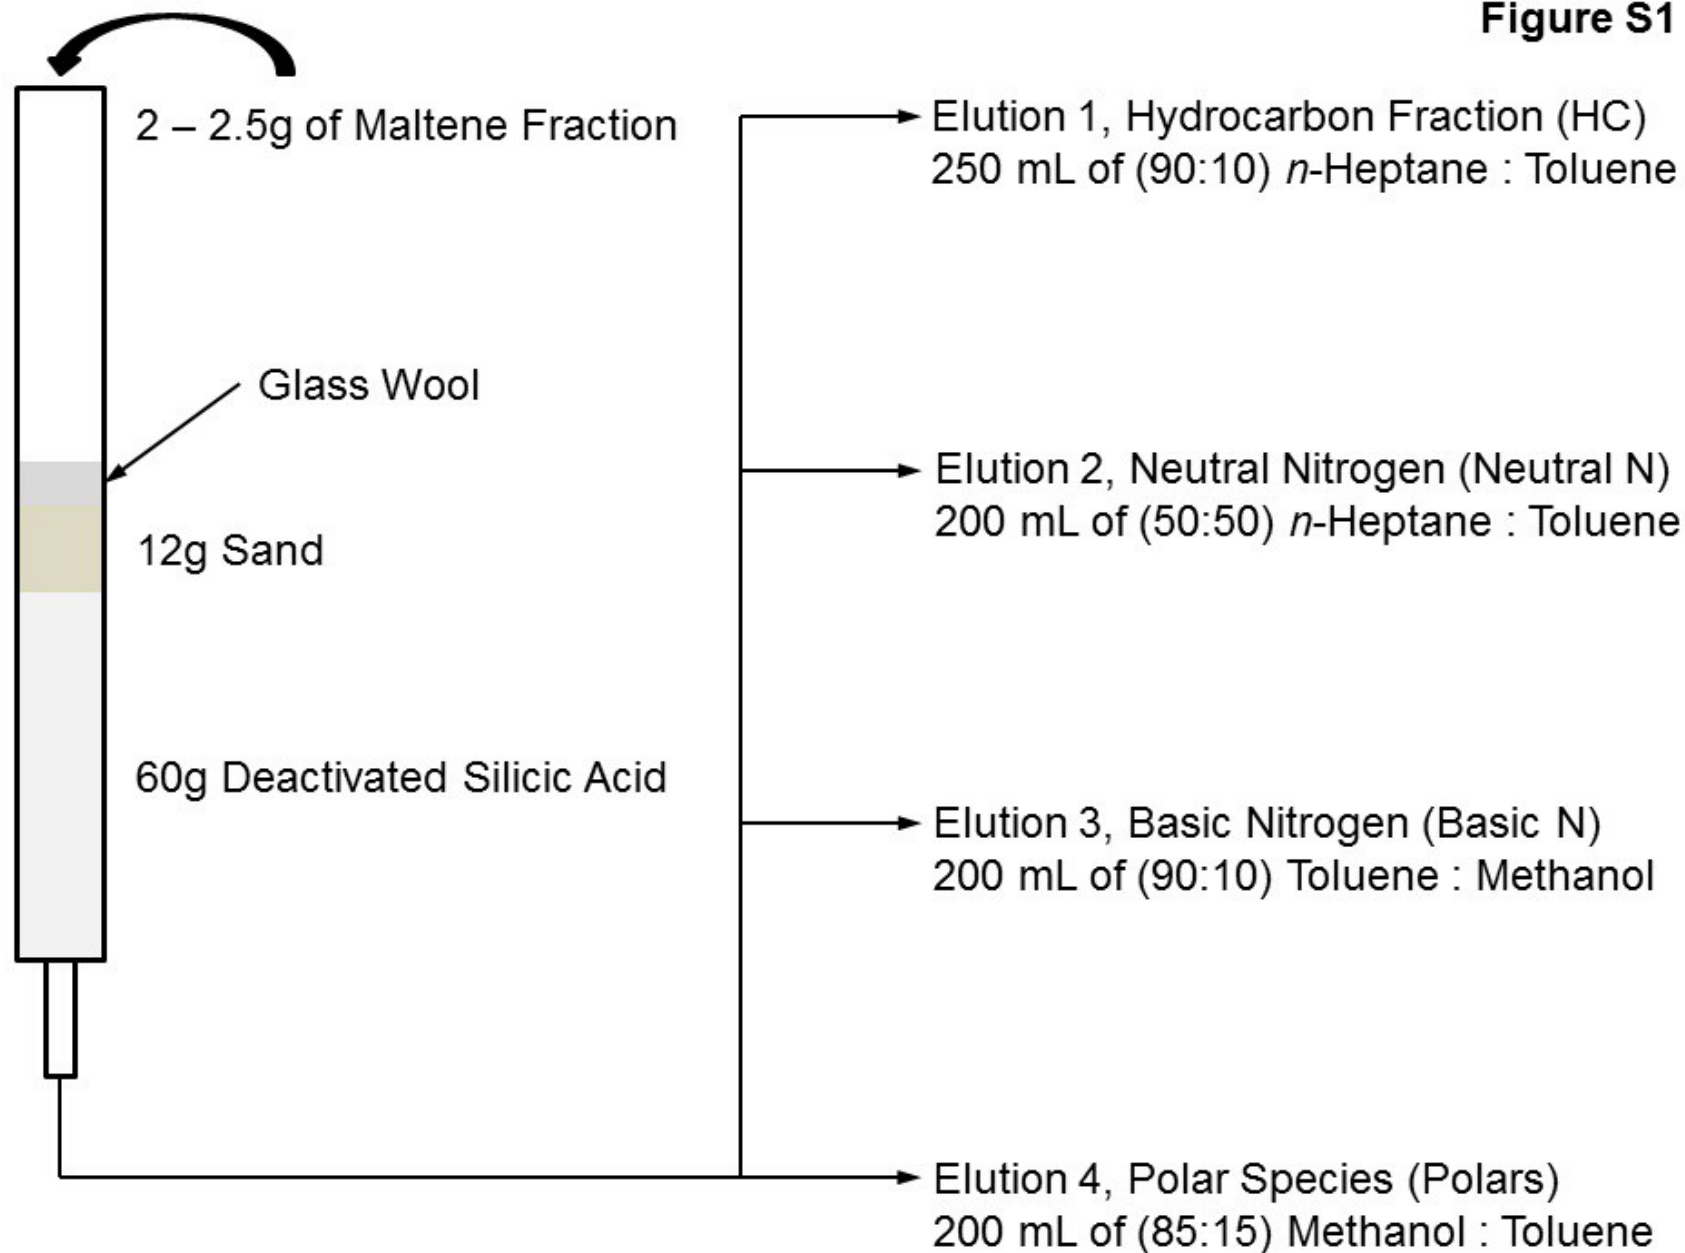 Figure S1
2 – 2.5g of Maltene Fraction
Glass Wool
12g Sand
60g Deactivated Silicic Acid
Elution 1, Hydrocarbon Fraction (HC)
250 mL of (90:10) n-Heptane : Toluene
Elution 2, Neutral Nitrogen (Neutral N)
200 mL of (50:50) n-Heptane : Toluene
Elution 3, Basic Nitrogen (Basic N)
200 mL of (90:10) Toluene : Methanol
Elution 4, Polar Species (Polars)
200 mL of (85:15) Methanol : Toluene